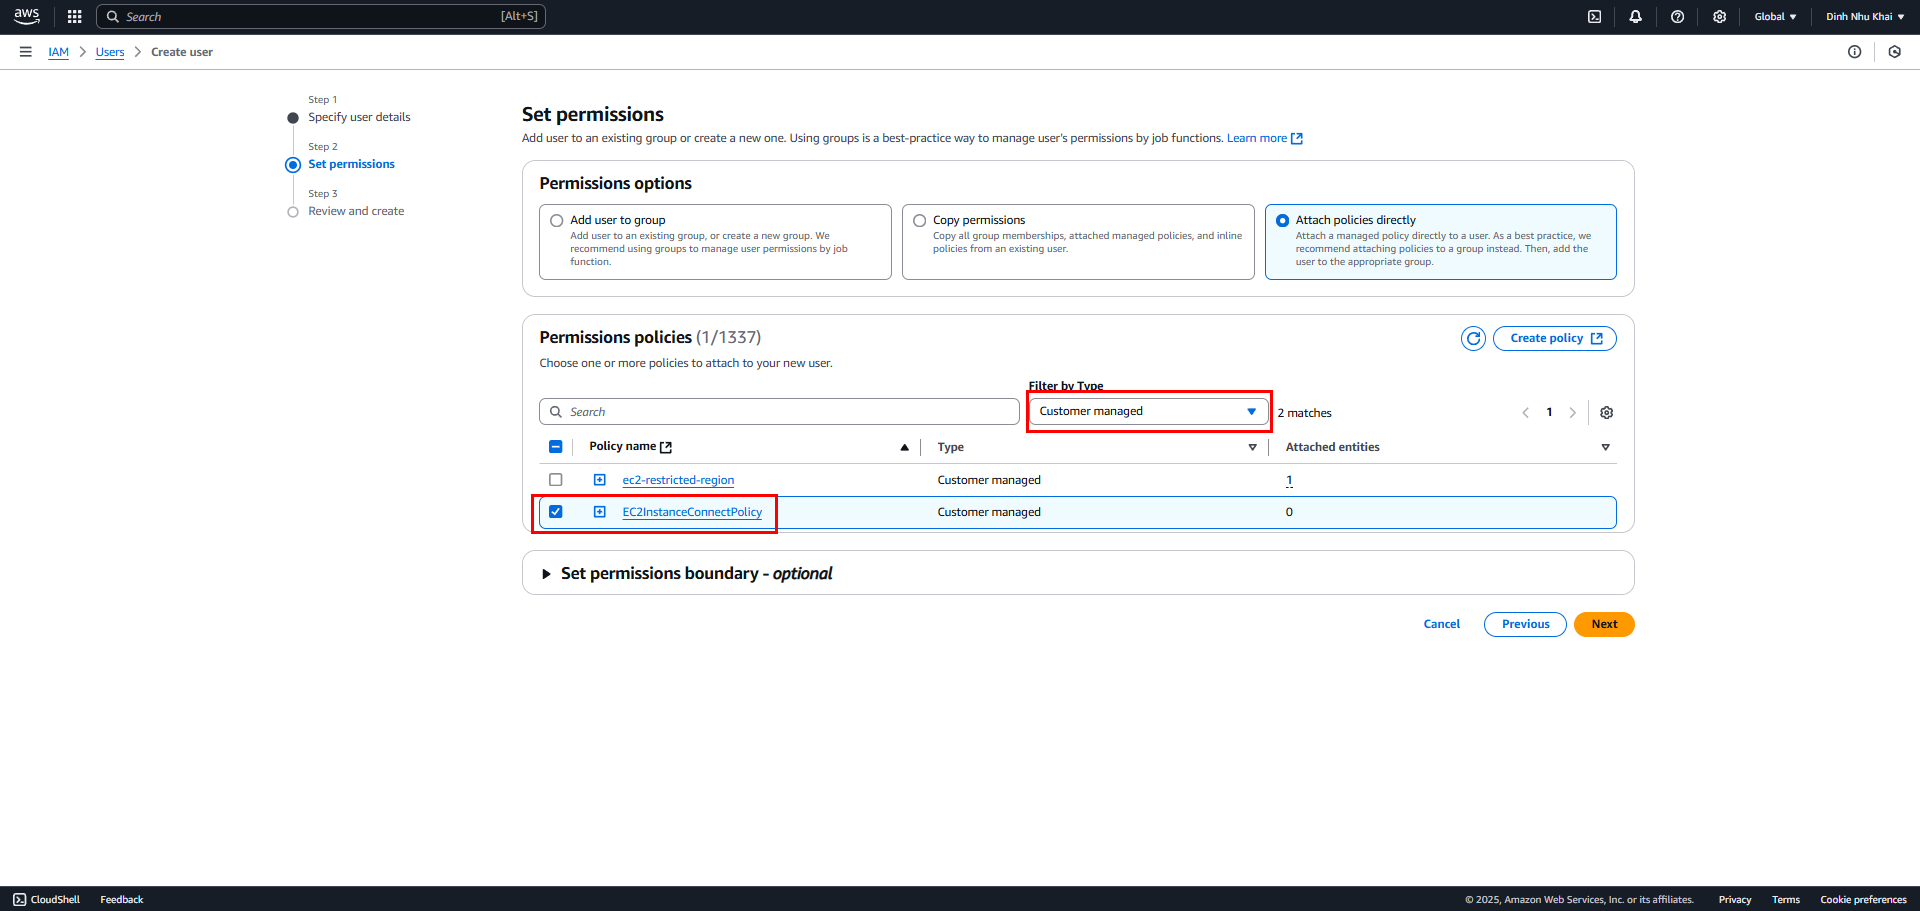 aws
Search [Alt+S]
Global Dinh Nhu Khai
IAM Users Create user
Step 1
Specify user details
Step 2
Set permissions
Step 3
Review and create
Set permissions
Add user to an existing group or create a new one. Using groups is a best-practice way to manage user's permissions by job functions. Learn more
Permissions options
Add user to group
Add user to an existing group, or create a new group. We
recommend using groups to manage user permissions by job
function.
Copy permissions
Copy all group memberships, attached managed policies, and inline
policies from an existing user.
Attach policies directly
Attach a managed policy directly to a user. As a best practice, we
recommend attaching policies to a group instead. Then, add the
user to the appropriate group.
Permissions policies (1/1337)
Create policy
Choose one or more policies to attach to your new user.
Filter by Type
Search Customer managed 2 matches 1
Policy name Type Attached entities
ec2-restricted-region Customer managed 1
EC2InstanceConnectPolicy Customer managed 0
Set permissions boundary - optional
Cancel Previous Next
CloudShell Feedback © 2025, Amazon Web Services, Inc. or its affiliates. Privacy Terms Cookie preferences